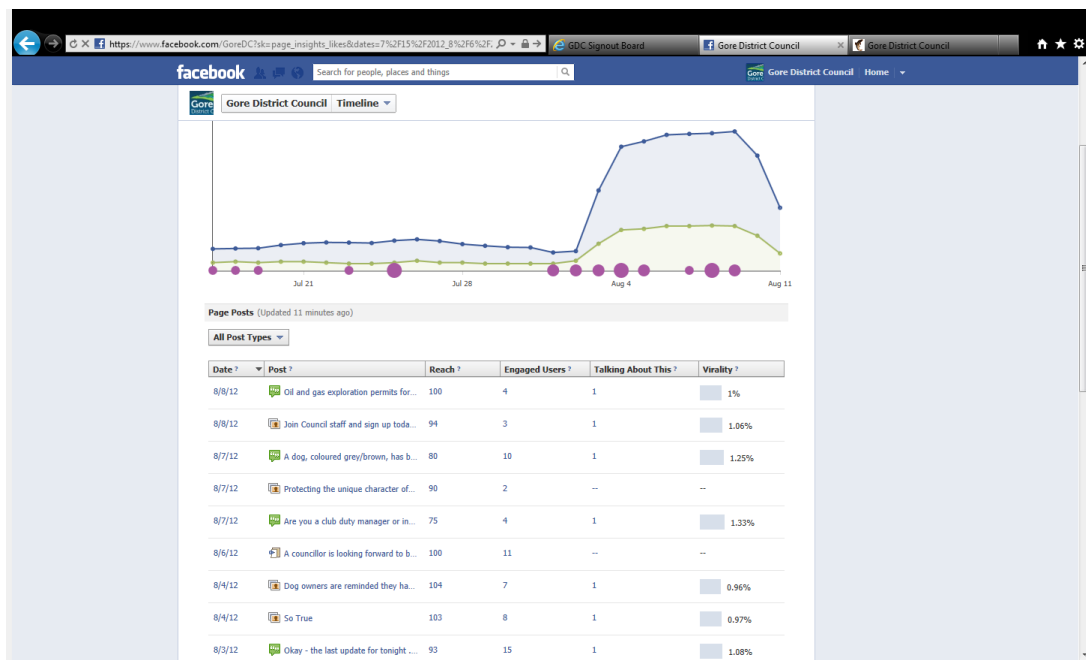 https://www.facebook.com/GoreDC?sk=page_insights_likes&dates=7%2F15%2F2012_8%2F6%2F
GDC Signout Board
Gore District Council
Gore District Council
facebook
Search for people, places and things
Gore District Council Home
Gore District Council Timeline
Jul 21 Jul 28 Aug 4 Aug 11
Page Posts (Updated 11 minutes ago)
All Post Types
Date ? Post ? Reach ? Engaged Users ? Talking About This ? Virality ?
8/8/12 Oil and gas exploration permits for... 100 4 1 1%
8/8/12 Join Council staff and sign up toda... 94 3 1 1.06%
8/7/12 A dog, coloured grey/brown, has b... 80 10 1 1.25%
8/7/12 Protecting the unique character of... 90 2 -- --
8/7/12 Are you a club duty manager or in... 75 4 1 1.33%
8/6/12 A councillor is looking forward to b... 100 11 -- --
8/4/12 Dog owners are reminded they ha... 104 7 1 0.96%
8/4/12 So True 103 8 1 0.97%
8/3/12 Okay - the last update for tonight .... 93 15 1 1.08%